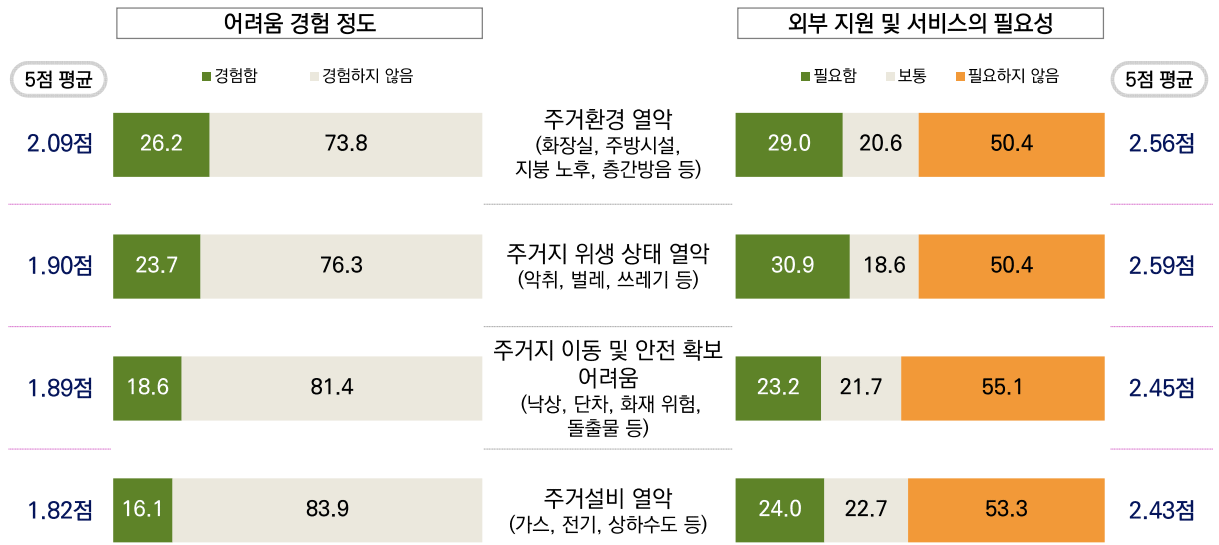 어려움 경험 정도
외부 지원 및 서비스의 필요성
5점 평균
경험함
경험하지 않음
필요함
보통
필요하지 않음
5점 평균
2.09점
26.2
73.8
주거환경 열악
(화장실, 주방시설,
지붕 노후, 층간방음 등)
29.0
20.6
50.4
2.56점
1.90점
23.7
76.3
주거지 위생 상태 열악
(악취, 벌레, 쓰레기 등)
30.9
18.6
50.4
2.59점
1.89점
18.6
81.4
주거지 이동 및 안전 확보
어려움
(낙상, 단차, 화재 위험,
돌출물 등)
23.2
21.7
55.1
2.45점
1.82점
16.1
83.9
주거설비 열악
(가스, 전기, 상하수도 등)
24.0
22.7
53.3
2.43점